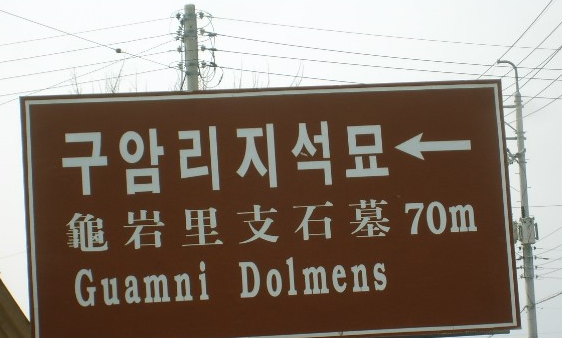 구암리지석묘 ←
龜岩里支石墓 70m
Guamni Dolmens